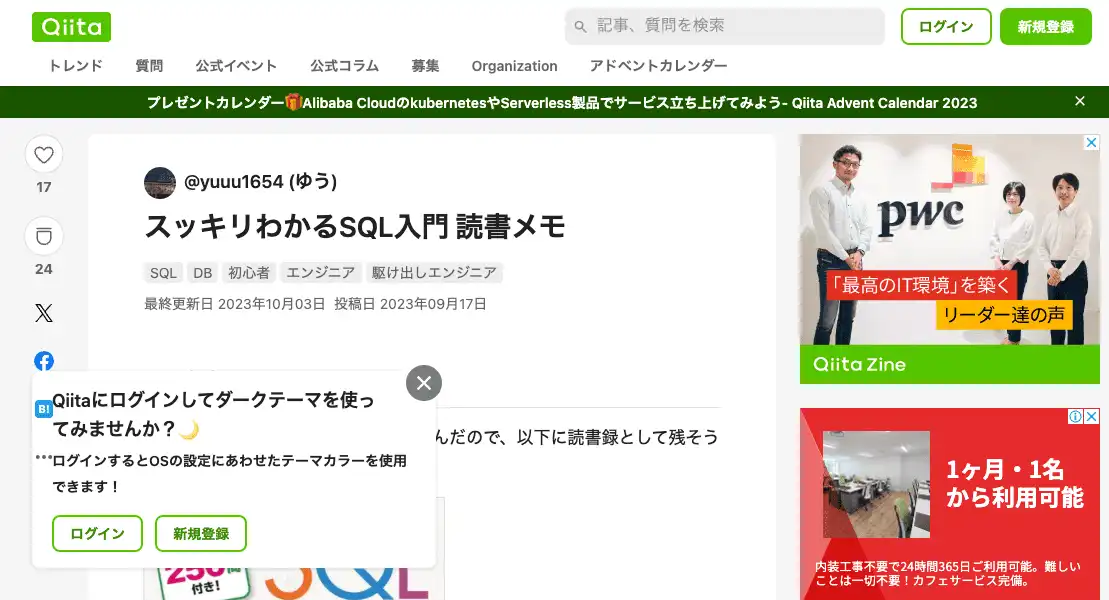 Qiita
記事、質問を検索
ログイン
新規登録
トレンド 質問 公式イベント 公式コラム 募集 Organization アドベントカレンダー
プレゼントカレンダー🎁Alibaba CloudのkubernetesやServerless製品でサービス立ち上げてみよう- Qiita Advent Calendar 2023
17
24
@yuuu1654 (ゆう)
スッキリわかるSQL入門 読書メモ
SQL DB 初心者 エンジニア 駆け出しエンジニア
最終更新日 2023年10月03日 投稿日 2023年09月17日
んだので、以下に読書録として残そう
B!
Qiitaにログインしてダークテーマを使っ
てみませんか？🌙
ログインするとOSの設定にあわせたテーマカラーを使用
できます！
ログイン
新規登録
付き!
SQL
pwc
「最高のIT環境」を築く
リーダー達の声
Qiita Zine
1ヶ月・1名
から利用可能
内装工事不要で24時間365日ご利用可能。難しい
ことは一切不要！カフェサービス完備。